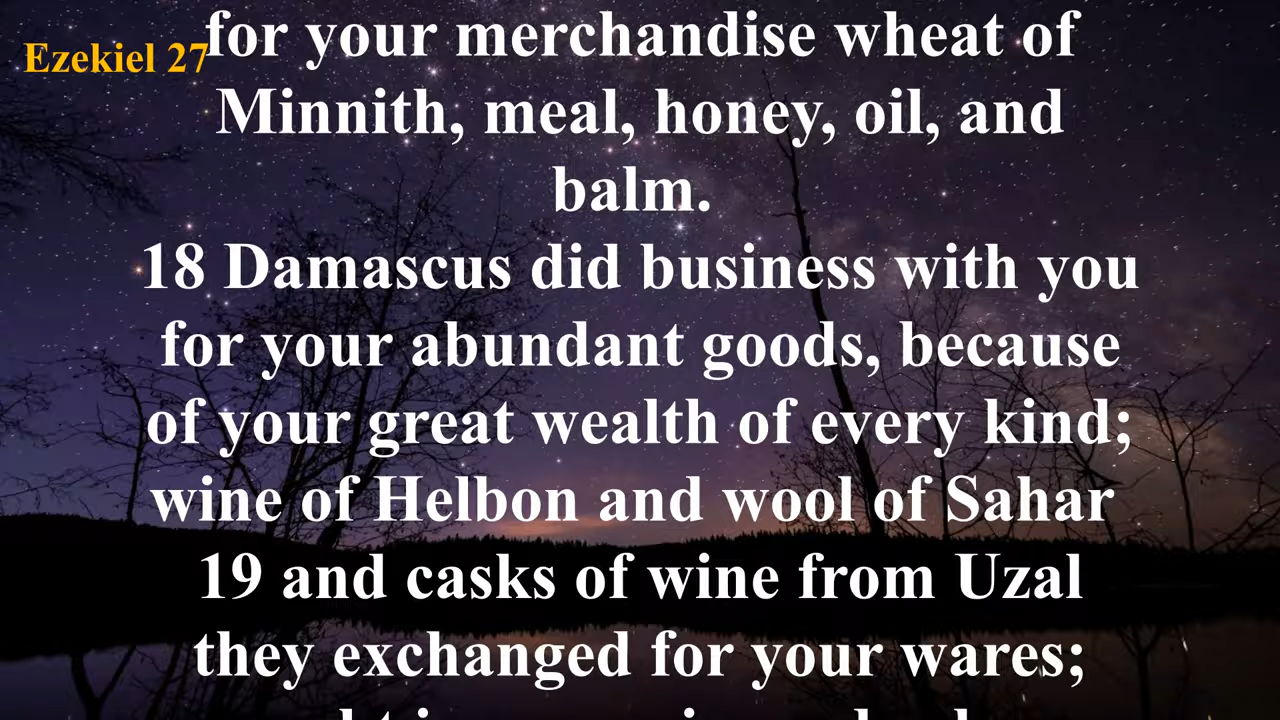 Ezekiel 27
for your merchandise wheat of
Minnith, meal, honey, oil, and
balm.
18 Damascus did business with you
for your abundant goods, because
of your great wealth of every kind;
wine of Helbon and wool of Sahar
19 and casks of wine from Uzal
they exchanged for your wares;